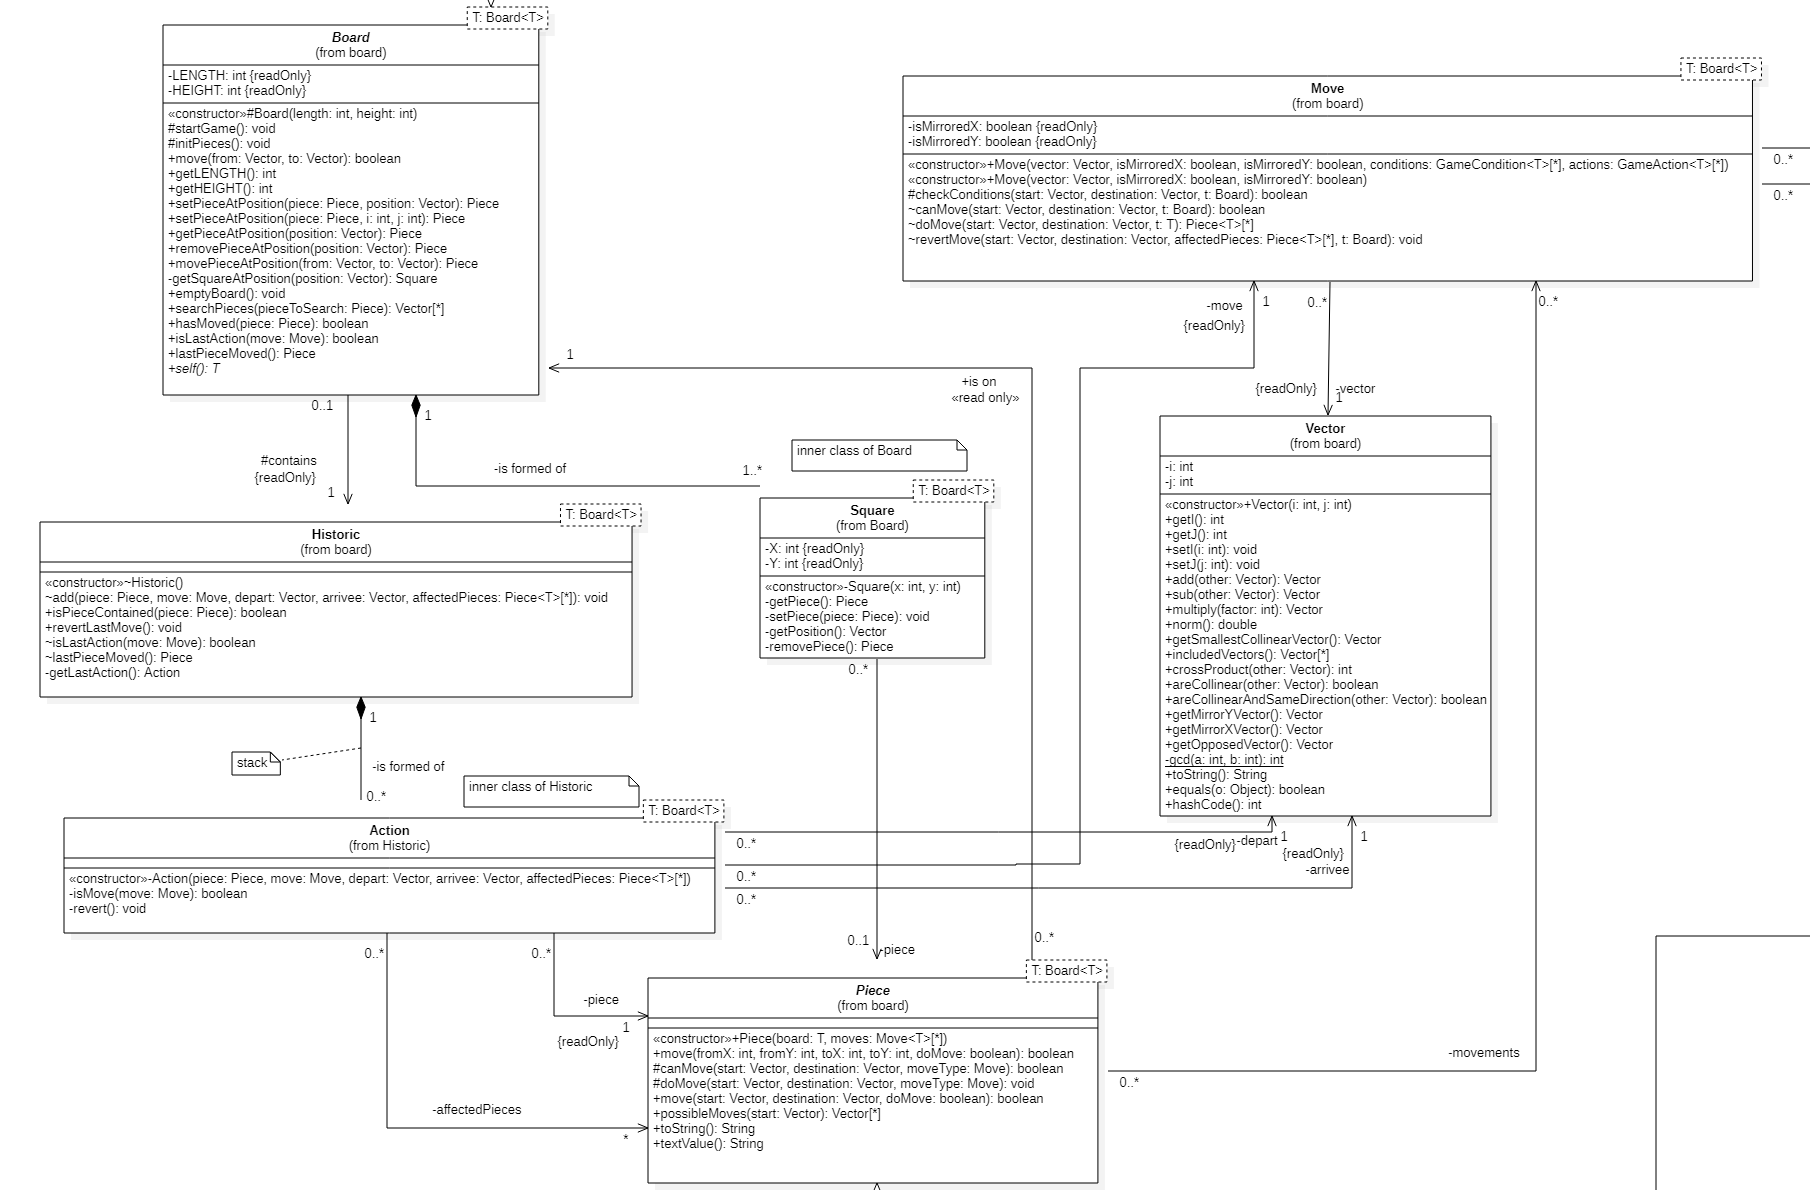 T: Board<T>
Board
(from board)
-LENGTH: int {readOnly}
-HEIGHT: int {readOnly}
«constructor»#Board(length: int, height: int)
#startGame(): void
#initPieces(): void
+move(from: Vector, to: Vector): boolean
+getLENGTH(): int
+getHEIGHT(): int
+setPieceAtPosition(piece: Piece, position: Vector): Piece
+setPieceAtPosition(piece: Piece, i: int, j: int): Piece
+getPieceAtPosition(position: Vector): Piece
+removePieceAtPosition(position: Vector): Piece
+movePieceAtPosition(from: Vector, to: Vector): Piece
-getSquareAtPosition(position: Vector): Square
+emptyBoard(): void
+searchPieces(pieceToSearch: Piece): Vector[*]
+hasMoved(piece: Piece): boolean
+isLastAction(move: Move): boolean
+lastPieceMoved(): Piece
+self(): T
T: Board<T>
Move
(from board)
-isMirroredX: boolean {readOnly}
-isMirroredY: boolean {readOnly}
«constructor»+Move(vector: Vector, isMirroredX: boolean, isMirroredY: boolean, conditions: GameCondition<T>[*], actions: GameAction<T>[*])
«constructor»+Move(vector: Vector, isMirroredX: boolean, isMirroredY: boolean)
#checkConditions(start: Vector, destination: Vector, t: Board): boolean
~canMove(start: Vector, destination: Vector, t: Board): boolean
~doMove(start: Vector, destination: Vector, t: T): Piece<T>[*]
~revertMove(start: Vector, destination: Vector, affectedPieces: Piece<T>[*], t: Board): void
0..*
0..*
-move
{readOnly}
1
0..*
0..*
{readOnly}
-vector
1
1
+is on
«read only»
0..1
1
#contains
{readOnly}
1
-is formed of
1..*
inner class of Board
T: Board<T>
Square
(from Board)
-X: int {readOnly}
-Y: int {readOnly}
«constructor»-Square(x: int, y: int)
-getPiece(): Piece
-setPiece(piece: Piece): void
-getPosition(): Vector
-removePiece(): Piece
0..*
Vector
(from board)
-i: int
-j: int
«constructor»+Vector(i: int, j: int)
+getI(): int
+getJ(): int
+setI(i: int): void
+setJ(j: int): void
+add(other: Vector): Vector
+sub(other: Vector): Vector
+multiply(factor: int): Vector
+norm(): double
+getSmallestCollinearVector(): Vector
+includedVectors(): Vector[*]
+crossProduct(other: Vector): int
+areCollinear(other: Vector): boolean
+areCollinearAndSameDirection(other: Vector): boolean
+getMirrorYVector(): Vector
+getMirrorXVector(): Vector
+getOpposedVector(): Vector
-gcd(a: int, b: int): int
+toString(): String
+equals(o: Object): boolean
+hashCode(): int
T: Board<T>
Historic
(from board)
«constructor»~Historic()
~add(piece: Piece, move: Move, depart: Vector, arrivee: Vector, affectedPieces: Piece<T>[*]): void
+isPieceContained(piece: Piece): boolean
+revertLastMove(): void
~isLastAction(move: Move): boolean
~lastPieceMoved(): Piece
-getLastAction(): Action
1
stack
-is formed of
0..*
inner class of Historic
T: Board<T>
Action
(from Historic)
«constructor»-Action(piece: Piece, move: Move, depart: Vector, arrivee: Vector, affectedPieces: Piece<T>[*])
-isMove(move: Move): boolean
-revert(): void
0..*
0..*
0..*
{readOnly}
-depart
1
{readOnly}
-arrivee
1
0..*
0..*
-piece
1
{readOnly}
-affectedPieces
*
0..1
-piece
0..*
T: Board<T>
Piece
(from board)
«constructor»+Piece(board: T, moves: Move<T>[*])
+move(fromX: int, fromY: int, toX: int, toY: int, doMove: boolean): boolean
#canMove(start: Vector, destination: Vector, moveType: Move): boolean
#doMove(start: Vector, destination: Vector, moveType: Move): void
+move(start: Vector, destination: Vector, doMove: boolean): boolean
+possibleMoves(start: Vector): Vector[*]
+toString(): String
+textValue(): String
0..*
-movements